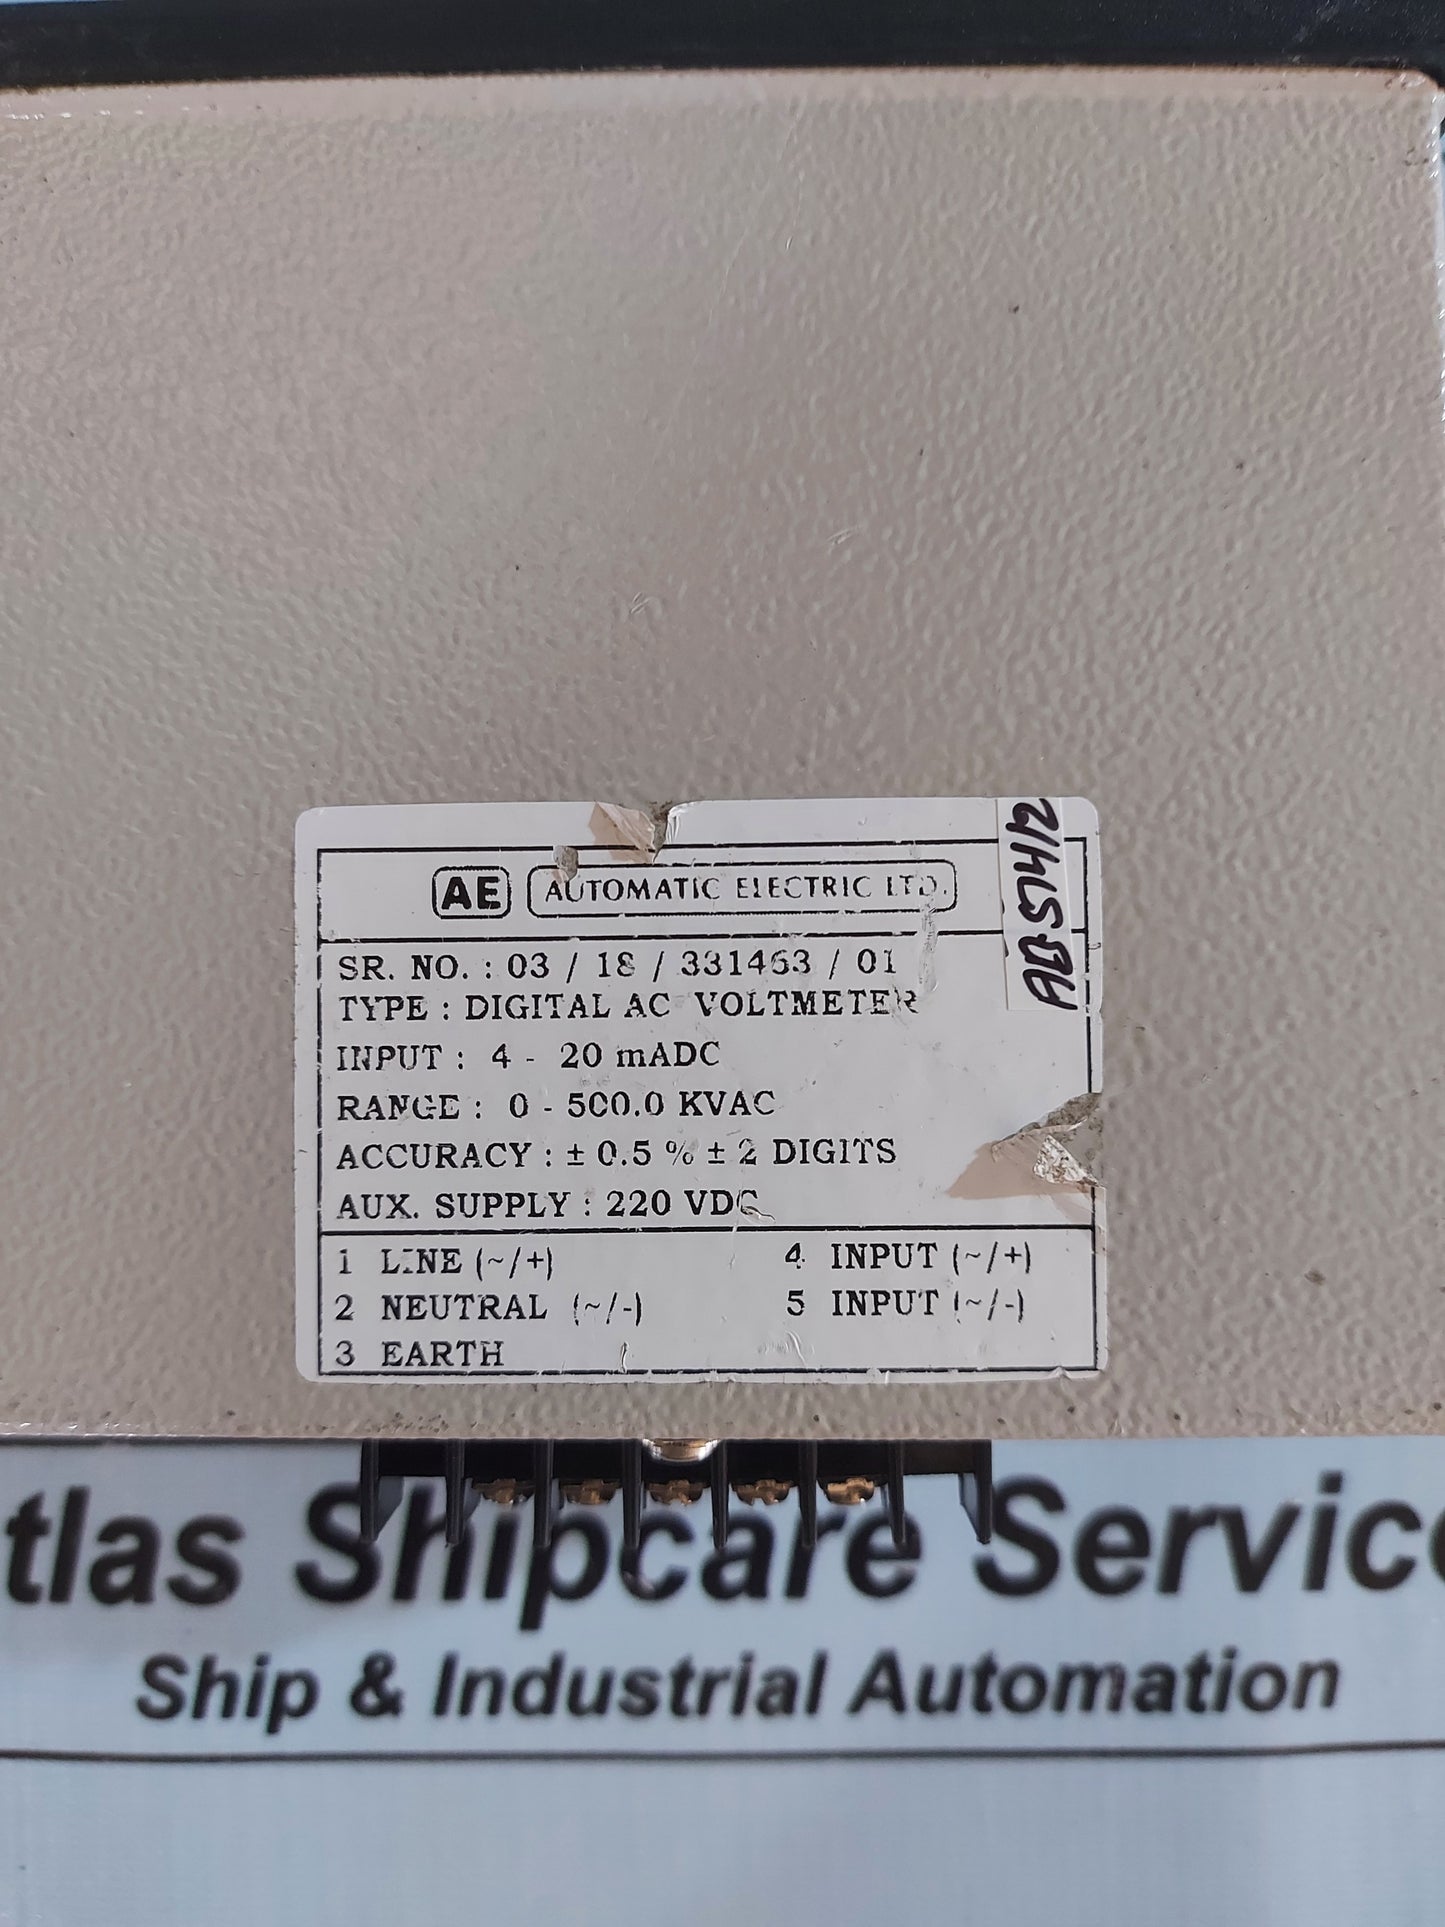 AE AUTOMATIC ELECTRIC LTD.
SR. NO. : 03 / 18 / 331463 / 01
TYPE : DIGITAL AC VOLTMETER
INPUT : 4 - 20 mADC
RANGE : 0 - 500.0 KVAC
ACCURACY : ± 0.5 % ± 2 DIGITS
AUX. SUPPLY : 220 VDC
1 LINE (~/+) 4 INPUT (~/+)
2 NEUTRAL (~/-) 5 INPUT (~/-)
3 EARTH
tlas Shipcare Servic
Ship & Industrial Automation